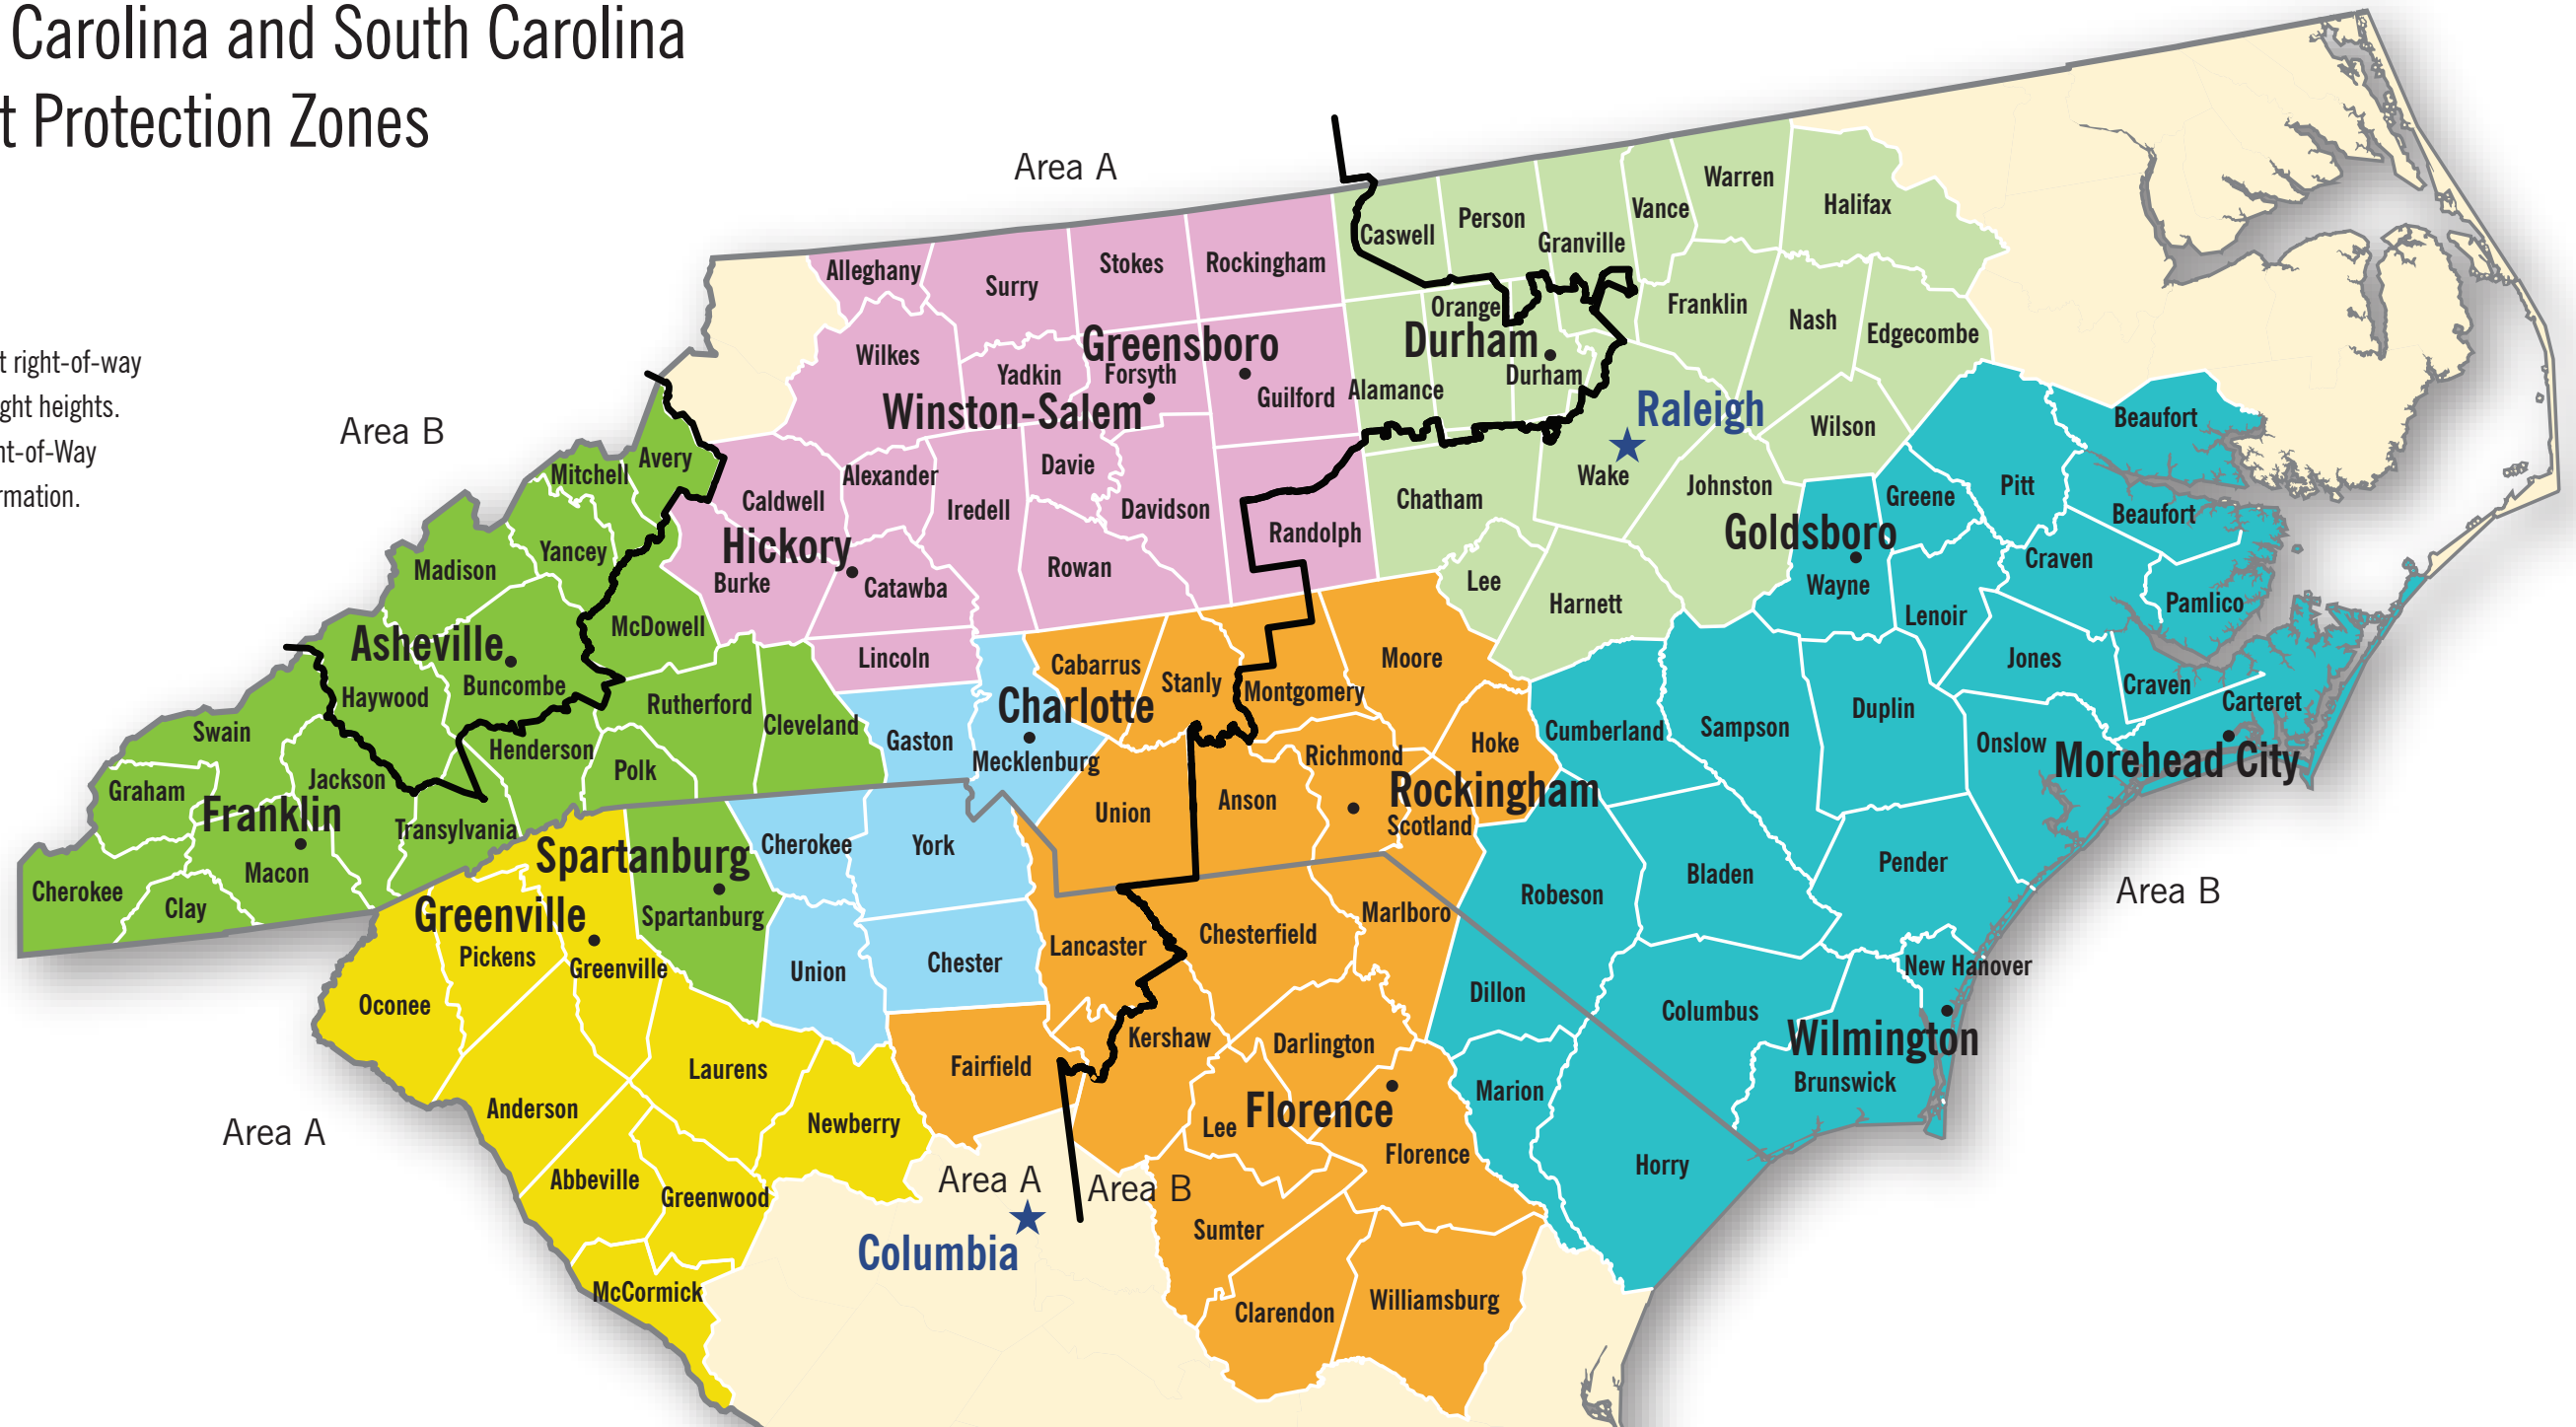 Carolina and South Carolina
t Protection Zones
t right-of-way
ght heights.
nt-of-Way
rmation.
Area A
Area B
Alleghany
Surry
Stokes
Rockingham
Caswell
Person
Granville
Vance
Warren
Halifax
Wilkes
Yadkin
Greensboro
Forsyth
Guilford
Winston-Salem
Orange
Durham
Durham
Alamance
Franklin
Nash
Edgecombe
Raleigh
Wake
Wilson
Johnston
Chatham
Lee
Harnett
Mitchell
Avery
Yancey
Madison
McDowell
Caldwell
Alexander
Iredell
Davie
Davidson
Randolph
Hickory
Burke
Catawba
Rowan
Lincoln
Asheville
Haywood
Buncombe
Swain
Graham
Jackson
Franklin
Macon
Cherokee
Clay
Transylvania
Henderson
Polk
Rutherford
Cleveland
Gaston
Charlotte
Mecklenburg
Cabarrus
Stanly
Montgomery
Moore
Union
Anson
Richmond
Hoke
Rockingham
Scotland
Goldsboro
Wayne
Greene
Pitt
Beaufort
Beaufort
Craven
Pamlico
Lenoir
Jones
Craven
Carteret
Morehead City
Onslow
Duplin
Sampson
Cumberland
Robeson
Bladen
Pender
Columbus
New Hanover
Wilmington
Brunswick
Area B
Spartanburg
Spartanburg
Greenville
Pickens
Greenville
Oconee
Anderson
Laurens
Abbeville
Greenwood
McCormick
Newberry
Cherokee
York
Union
Chester
Lancaster
Fairfield
Kershaw
Chesterfield
Marlboro
Darlington
Dillon
Marion
Horry
Lee
Florence
Florence
Sumter
Clarendon
Williamsburg
Area A
Area A
Area B
Columbia